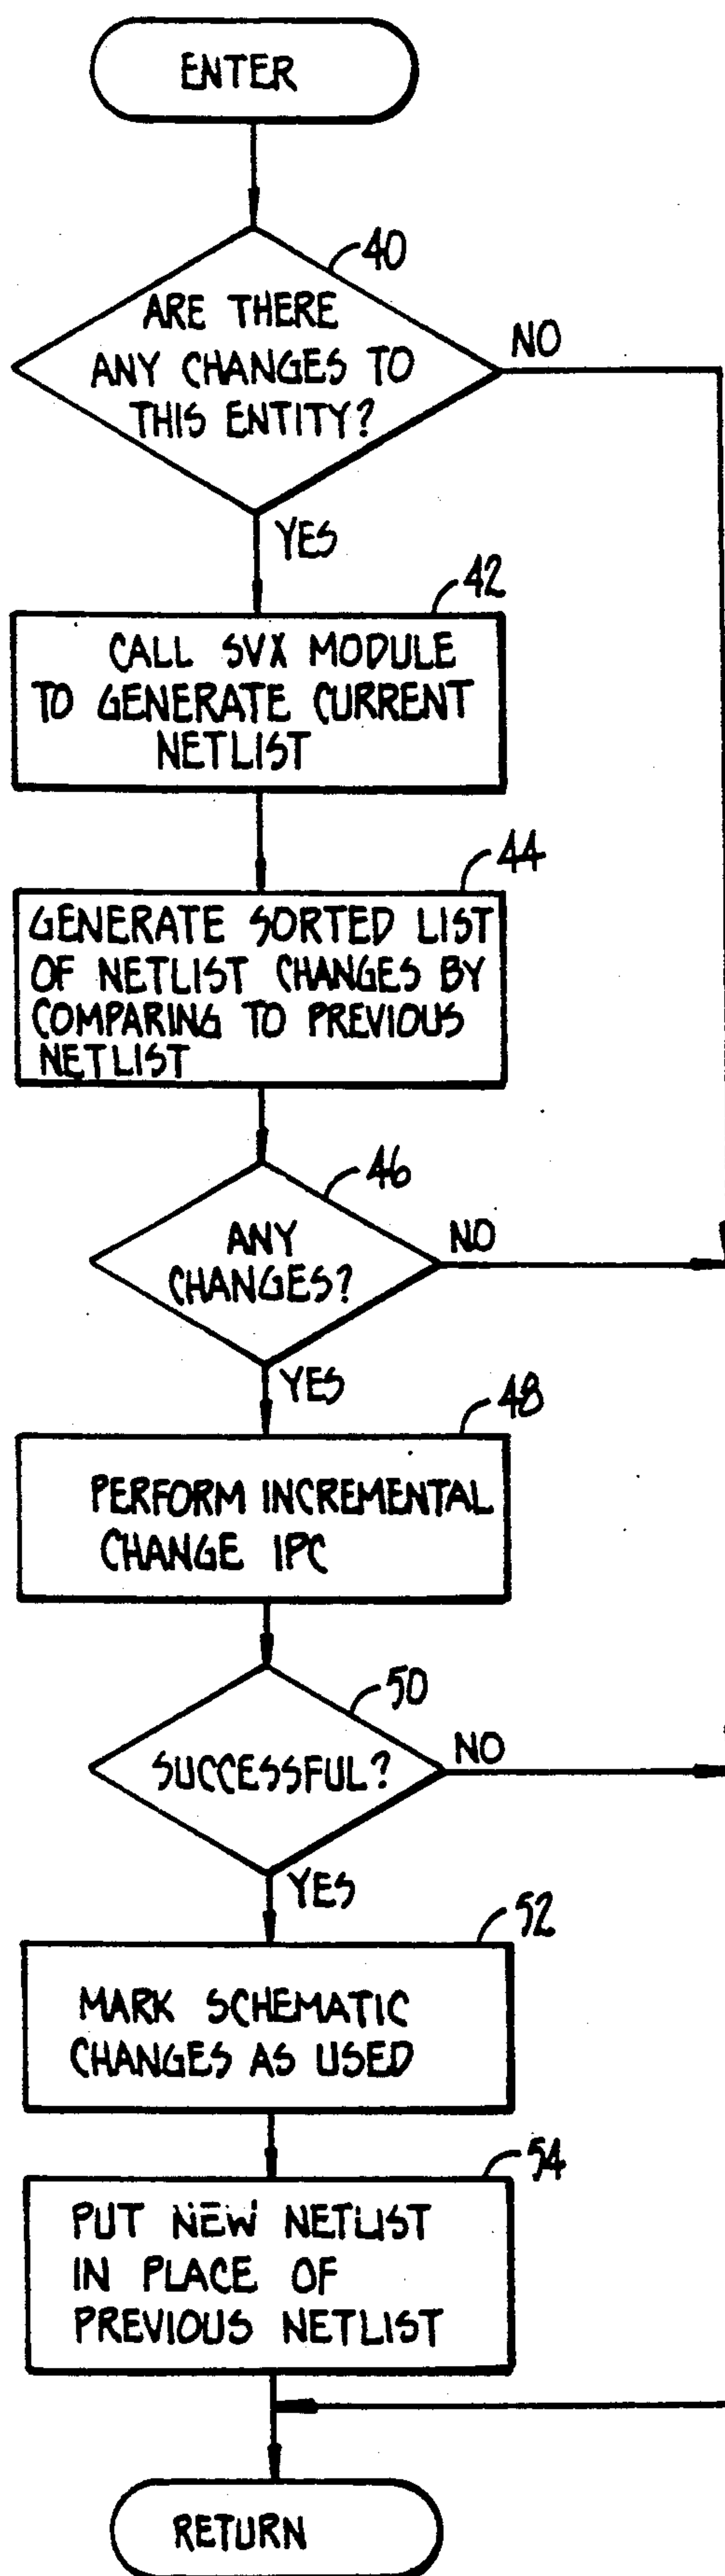 ENTER
40
ARE THERE
ANY CHANGES TO
THIS ENTITY?
NO
YES
42
CALL SVX MODULE
TO GENERATE CURRENT
NETLIST
44
GENERATE SORTED LIST
OF NETLIST CHANGES BY
COMPARING TO PREVIOUS
NETLIST
46
ANY
CHANGES?
NO
YES
48
PERFORM INCREMENTAL
CHANGE IPC
50
SUCCESSFUL?
NO
YES
52
MARK SCHEMATIC
CHANGES AS USED
54
PUT NEW NETLIST
IN PLACE OF
PREVIOUS NETLIST
RETURN